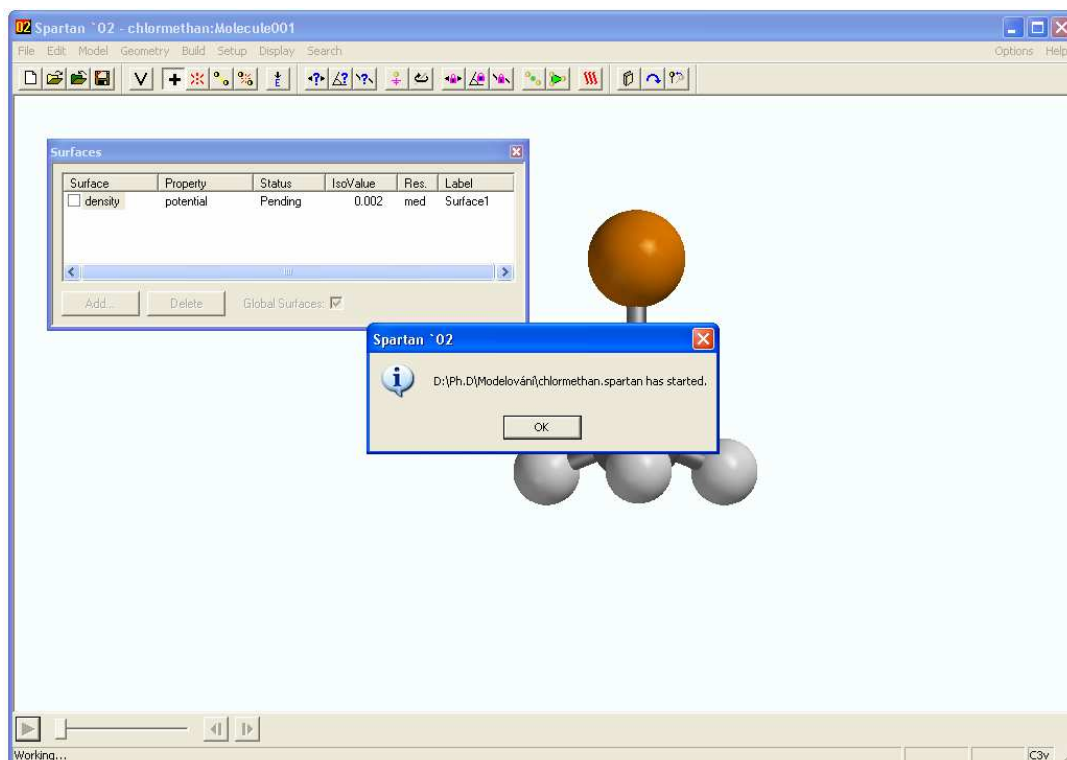 Spartan `02 - chlormethan:Molecule001
File Edit Model Geometry Build Setup Display Search Options Help
Surfaces
Surface Property Status IsoValue Res. Label
density potential Pending 0.002 med Surface1
Add... Delete Global Surfaces:
Spartan `02
D:\Ph.D\Modelování\chlormethan.spartan has started.
OK
Working... C3v